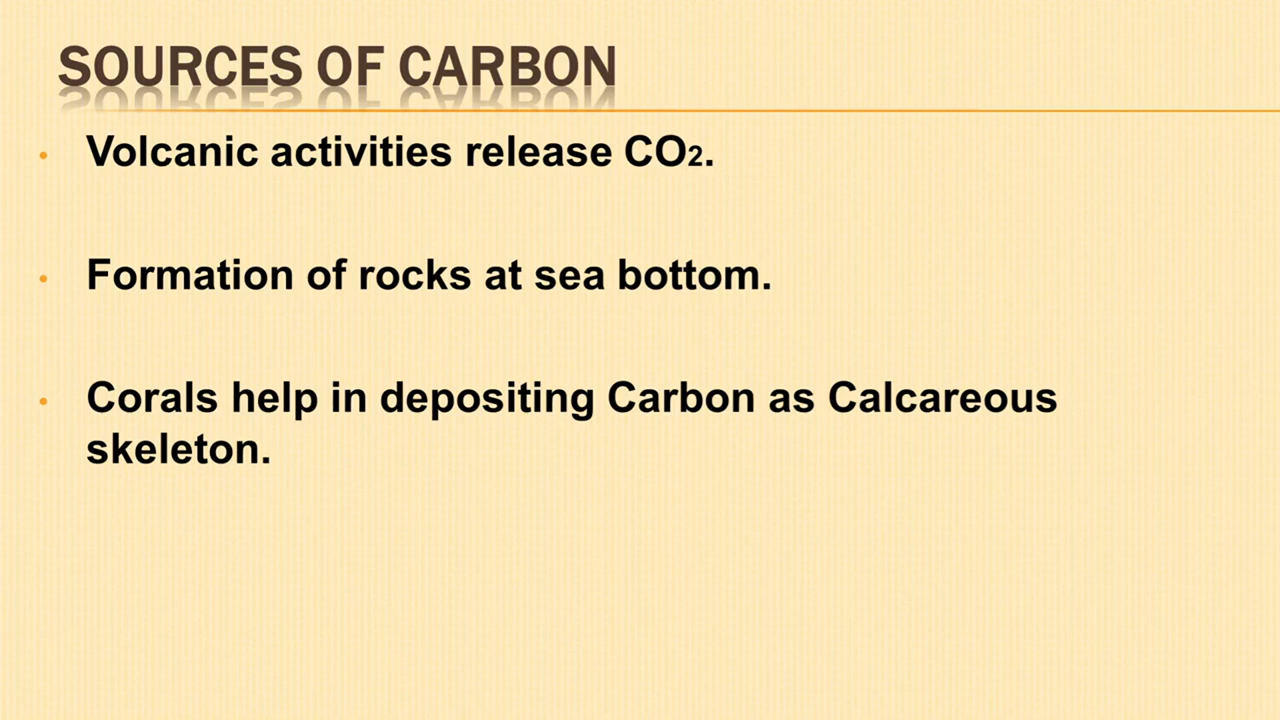 SOURCES OF CARBON
• Volcanic activities release CO2.
• Formation of rocks at sea bottom.
• Corals help in depositing Carbon as Calcareous
skeleton.